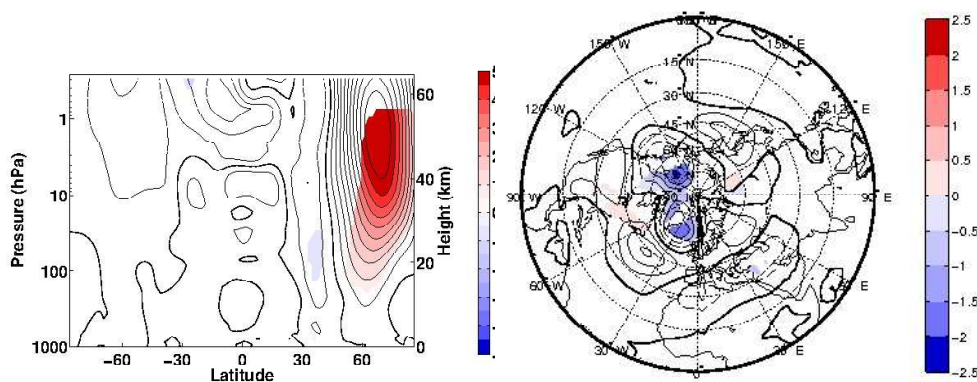 Pressure (hPa)
1
10
100
1000
−60
−30
0
30
60
Latitude
60
40
20
0
Height (km)
150 W
150 E
120 W
120 E
90 W
90 E
60 W
30 W
0
15 N
30 N
45 N
2.5
2
1.5
1
0.5
0
−0.5
−1
−1.5
−2
−2.5